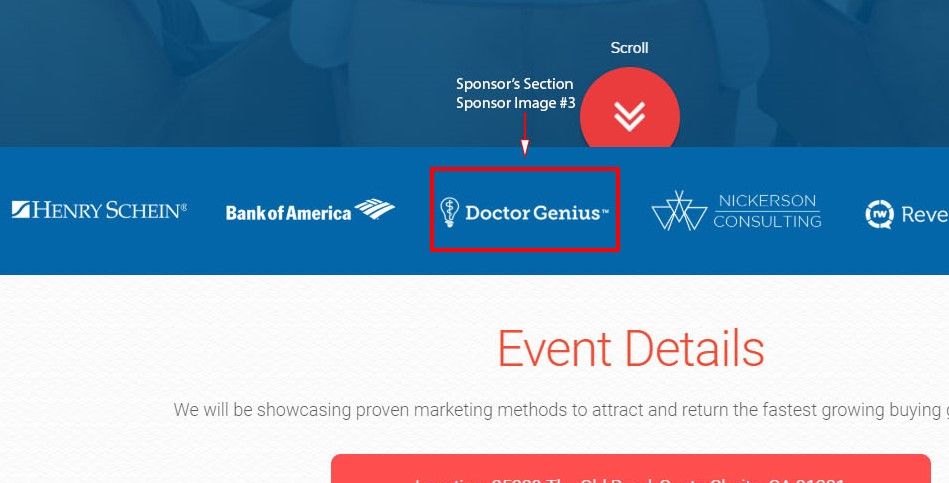 Scroll
Sponsor's Section
Sponsor Image #3
HENRY SCHEIN®
Bank of America
Doctor Genius™
NICKERSON
CONSULTING
rw Reve
Event Details
We will be showcasing proven marketing methods to attract and return the fastest growing buying